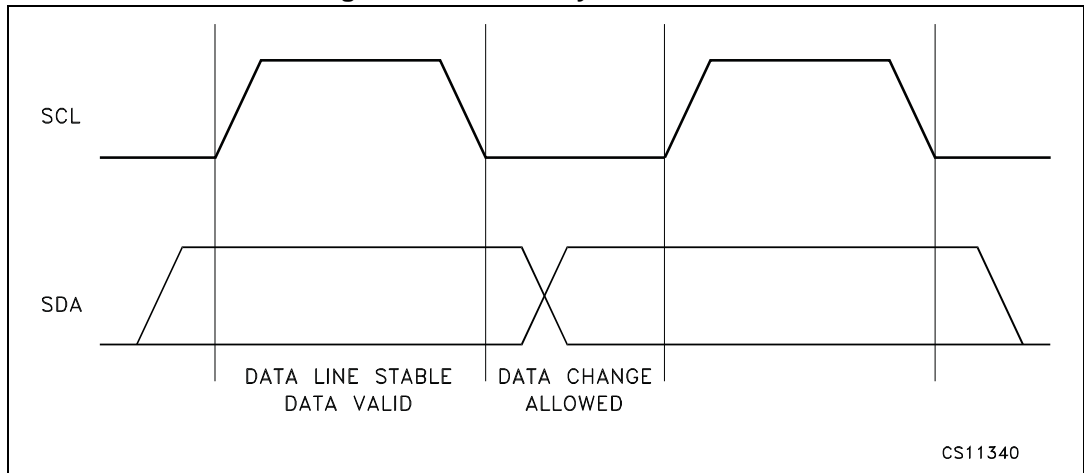 SCL
SDA
DATA LINE STABLE
DATA VALID
DATA CHANGE
ALLOWED
CS11340